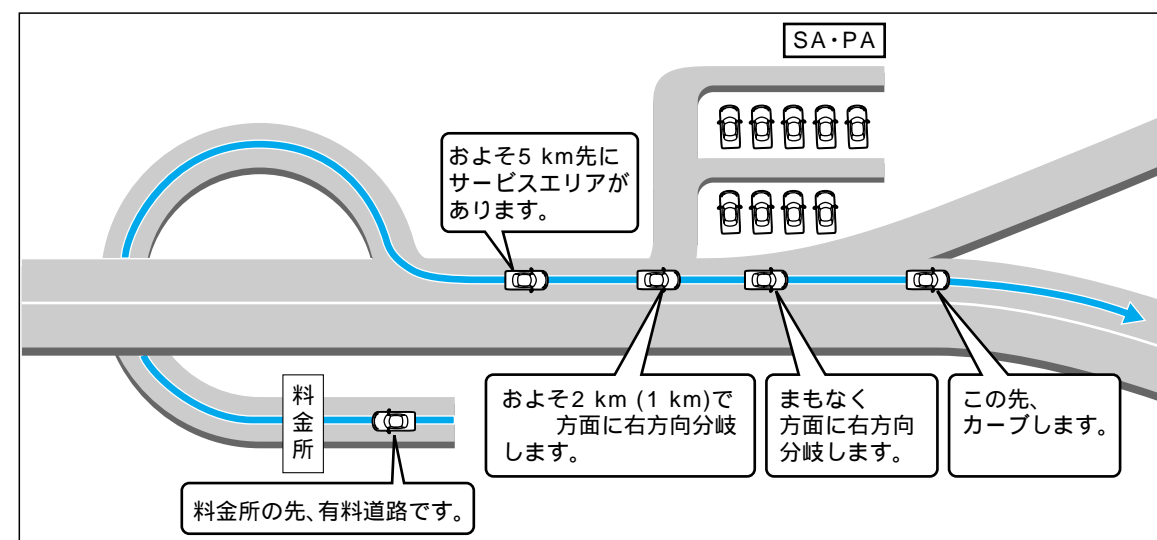 SA・PA
およそ5 km先に
サービスエリアが
あります。
およそ2 km (1 km)で
方面に右方向分岐
します。
まもなく
方面に右方向
分岐します。
この先、
カーブします。
料
金
所
料金所の先、有料道路です。